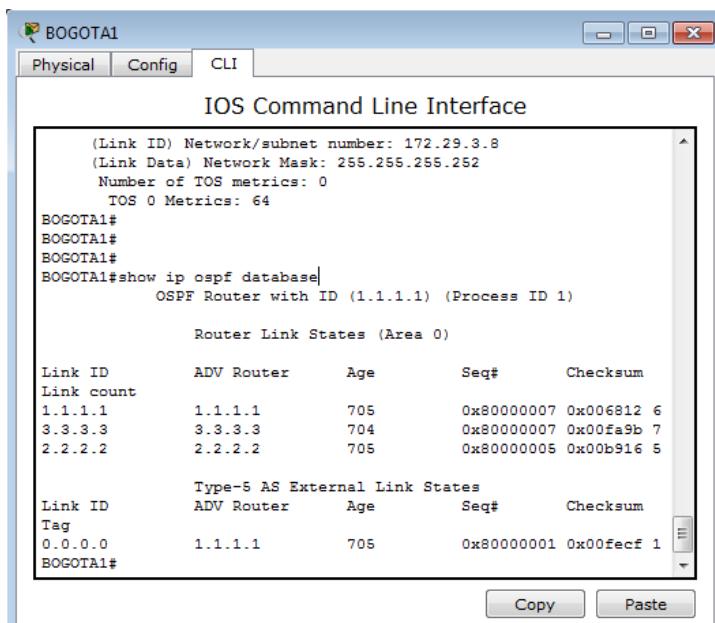 BOGOTA1
Physical Config CLI
IOS Command Line Interface
(Link ID) Network/subnet number: 172.29.3.8
(Link Data) Network Mask: 255.255.255.252
Number of TOS metrics: 0
TOS 0 Metrics: 64
BOGOTA1#
BOGOTA1#
BOGOTA1#
BOGOTA1#show ip ospf database
OSPF Router with ID (1.1.1.1) (Process ID 1)
Router Link States (Area 0)
Link ID ADV Router Age Seq# Checksum
Link count
1.1.1.1 1.1.1.1 705 0x80000007 0x006812 6
3.3.3.3 3.3.3.3 704 0x80000007 0x00fa9b 7
2.2.2.2 2.2.2.2 705 0x80000005 0x00b916 5
Type-5 AS External Link States
Link ID ADV Router Age Seq# Checksum
Tag
0.0.0.0 1.1.1.1 705 0x80000001 0x00fecf 1
BOGOTA1#
Copy Paste